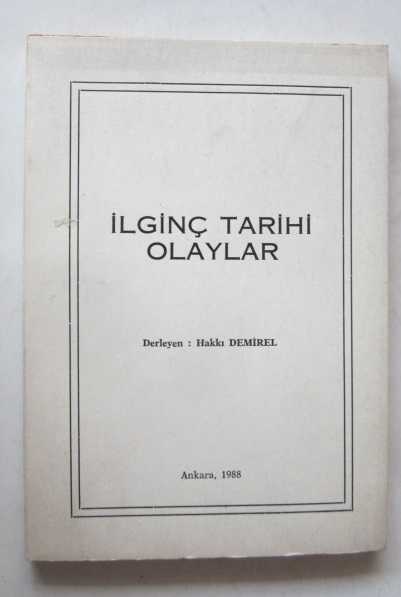 İLGİNÇ TARİHİ
OLAYLAR
Derleyen : Hakkı DEMİREL
Ankara, 1988